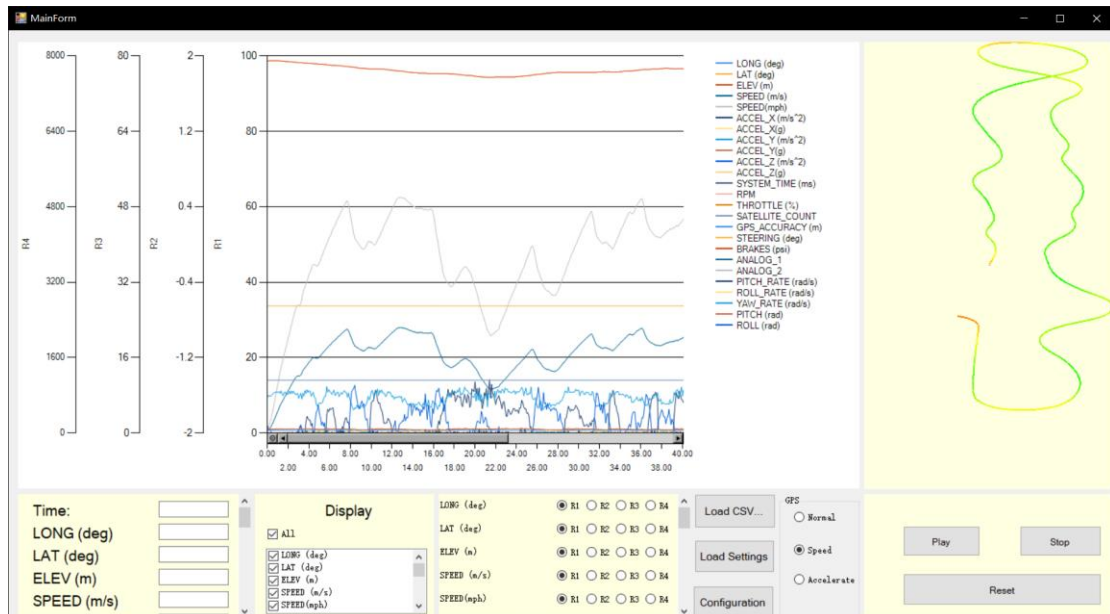 MainForm
8000 80 2 100
6400 64 1.2 80
4800 48 0.4 60
3200 32 -0.4 40
1600 16 -1.2 20
0 0 -2 0
R4 R3 R2 R1
0.00 4.00 8.00 12.00 16.00 20.00 24.00 28.00 32.00 36.00 40.00
2.00 6.00 10.00 14.00 18.00 22.00 26.00 30.00 34.00 38.00
LONG (deg)
LAT (deg)
ELEV (m)
SPEED (m/s)
SPEED(mph)
ACCEL_X (m/s^2)
ACCEL_X(g)
ACCEL_Y (m/s^2)
ACCEL_Y(g)
ACCEL_Z (m/s^2)
ACCEL_Z(g)
SYSTEM_TIME (ms)
RPM
THROTTLE (%)
SATELLITE_COUNT
GPS_ACCURACY (m)
STEERING (deg)
BRAKES (psi)
ANALOG_1
ANALOG_2
PITCH_RATE (rad/s)
ROLL_RATE (rad/s)
YAW_RATE (rad/s)
PITCH (rad)
ROLL (rad)
Time:
LONG (deg)
LAT (deg)
ELEV (m)
SPEED (m/s)
Display
All
LONG (deg)
LAT (deg)
ELEV (m)
SPEED (m/s)
SPEED(mph)
LONG (deg) R1 R2 R3 R4
LAT (deg) R1 R2 R3 R4
ELEV (m) R1 R2 R3 R4
SPEED (m/s) R1 R2 R3 R4
SPEED(mph) R1 R2 R3 R4
Load CSV...
Load Settings
Configuration
GPS
Normal
Speed
Accelerate
Play Stop
Reset